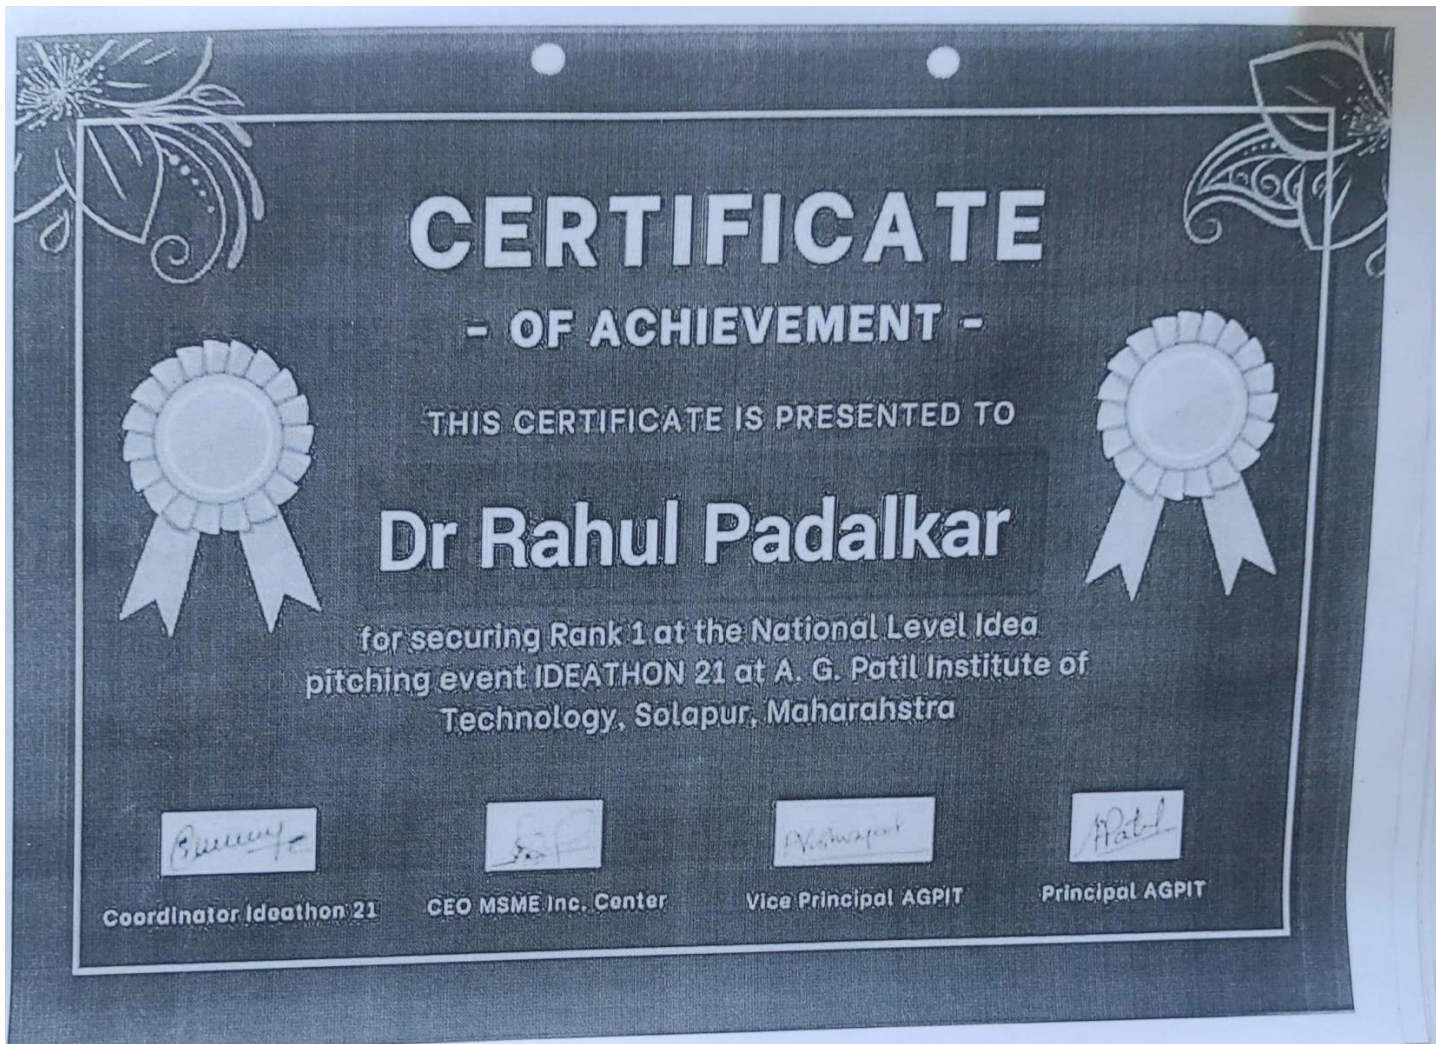 CERTIFICATE
- OF ACHIEVEMENT -
THIS CERTIFICATE IS PRESENTED TO
Dr Rahul Padalkar
for securing Rank 1 at the National Level Idea
pitching event IDEATHON 21 at A. G. Patil Institute of
Technology, Solapur, Maharahstra
Coordinator Ideathon 21
CEO MSME Inc. Center
Vice Principal AGPIT
Principal AGPIT